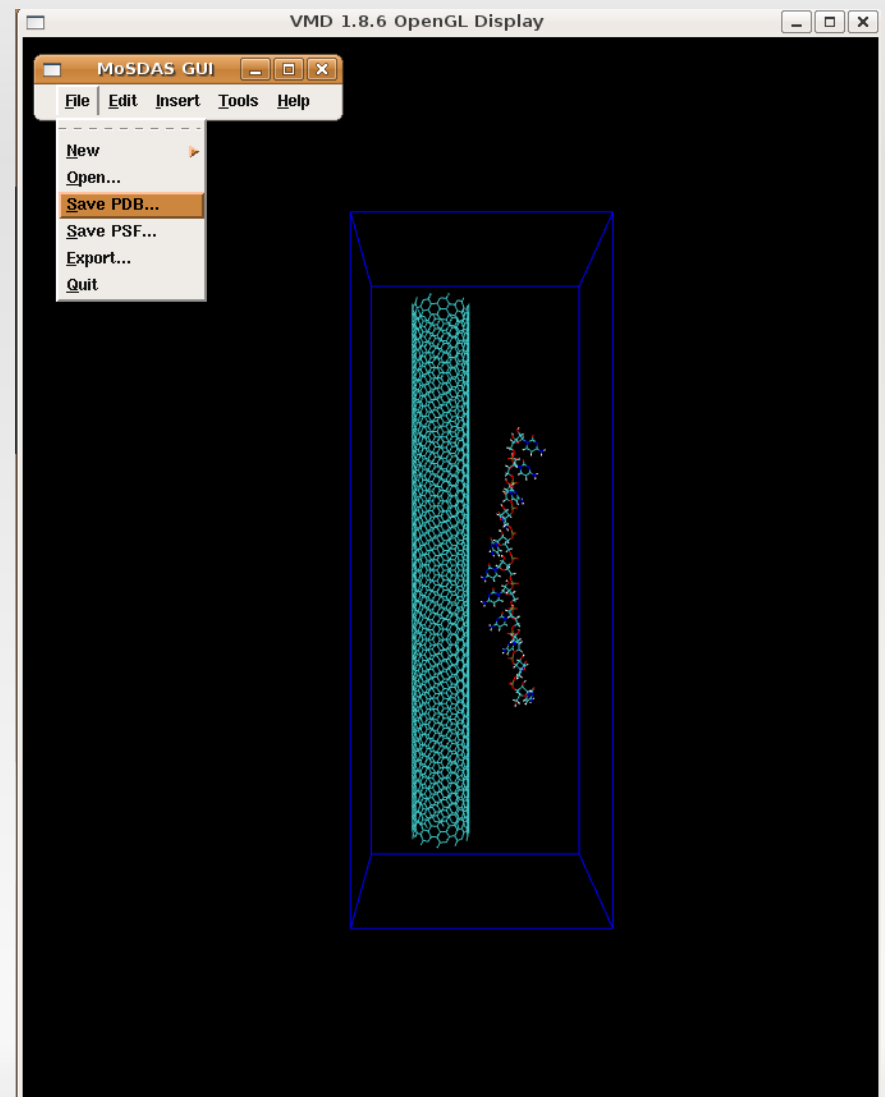 VMD 1.8.6 OpenGL Display
MoSDAS GUI
File Edit Insert Tools Help
New
Open...
Save PDB...
Save PSF...
Export...
Quit